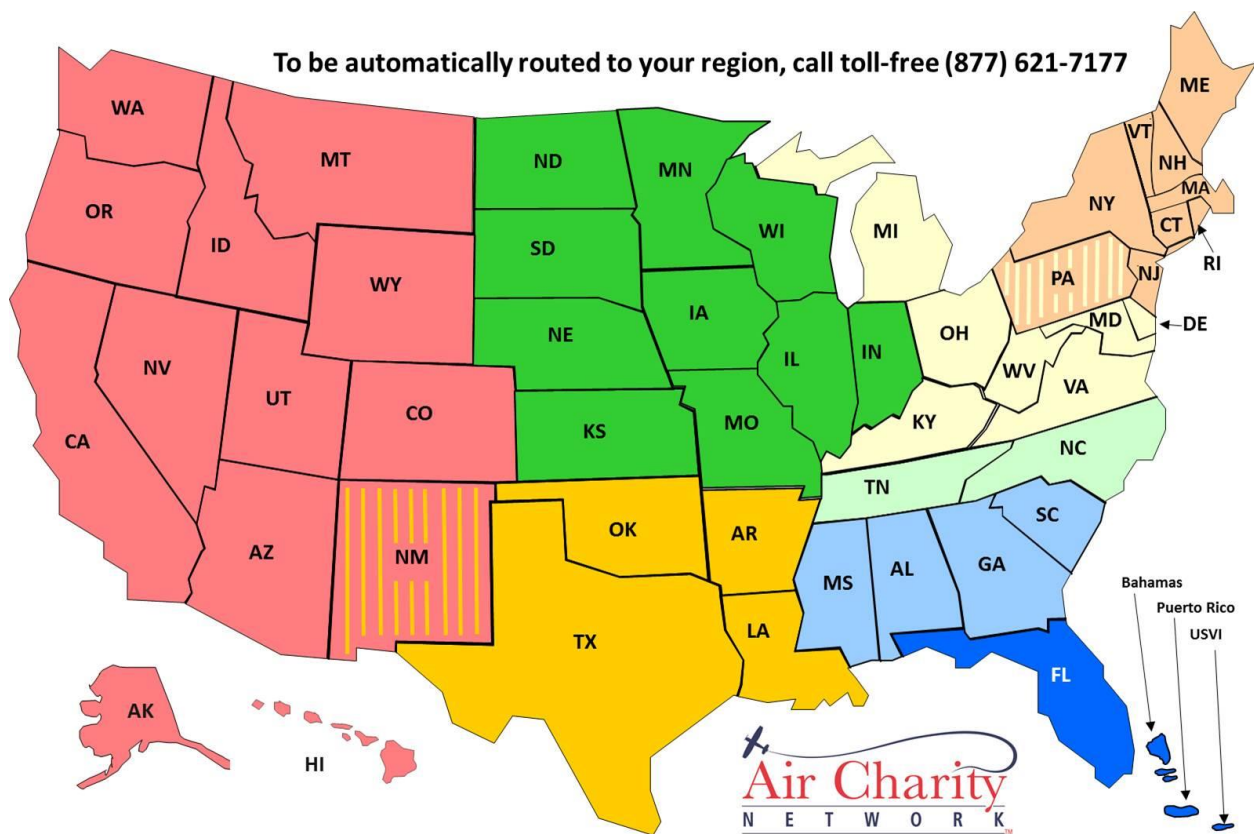 To be automatically routed to your region, call toll-free (877) 621-7177
WA
MT
ND
MN
ME
VT
NH
MA
NY
CT
RI
OR
ID
SD
WI
MI
WY
PA
NJ
IA
NE
MD
DE
OH
NV
IL
IN
WV
VA
UT
CO
CA
KS
MO
KY
NC
TN
OK
AR
SC
AZ
NM
MS
AL
GA
Bahamas
Puerto Rico
USVI
TX
LA
FL
AK
HI
Air Charity
NETWORK
TM